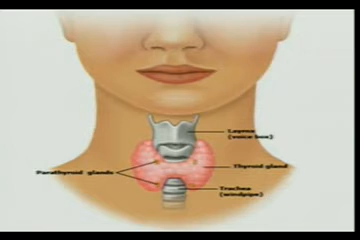 Larynx
(voice box)
Thyroid gland
Parathyroid glands
Trachea
(windpipe)